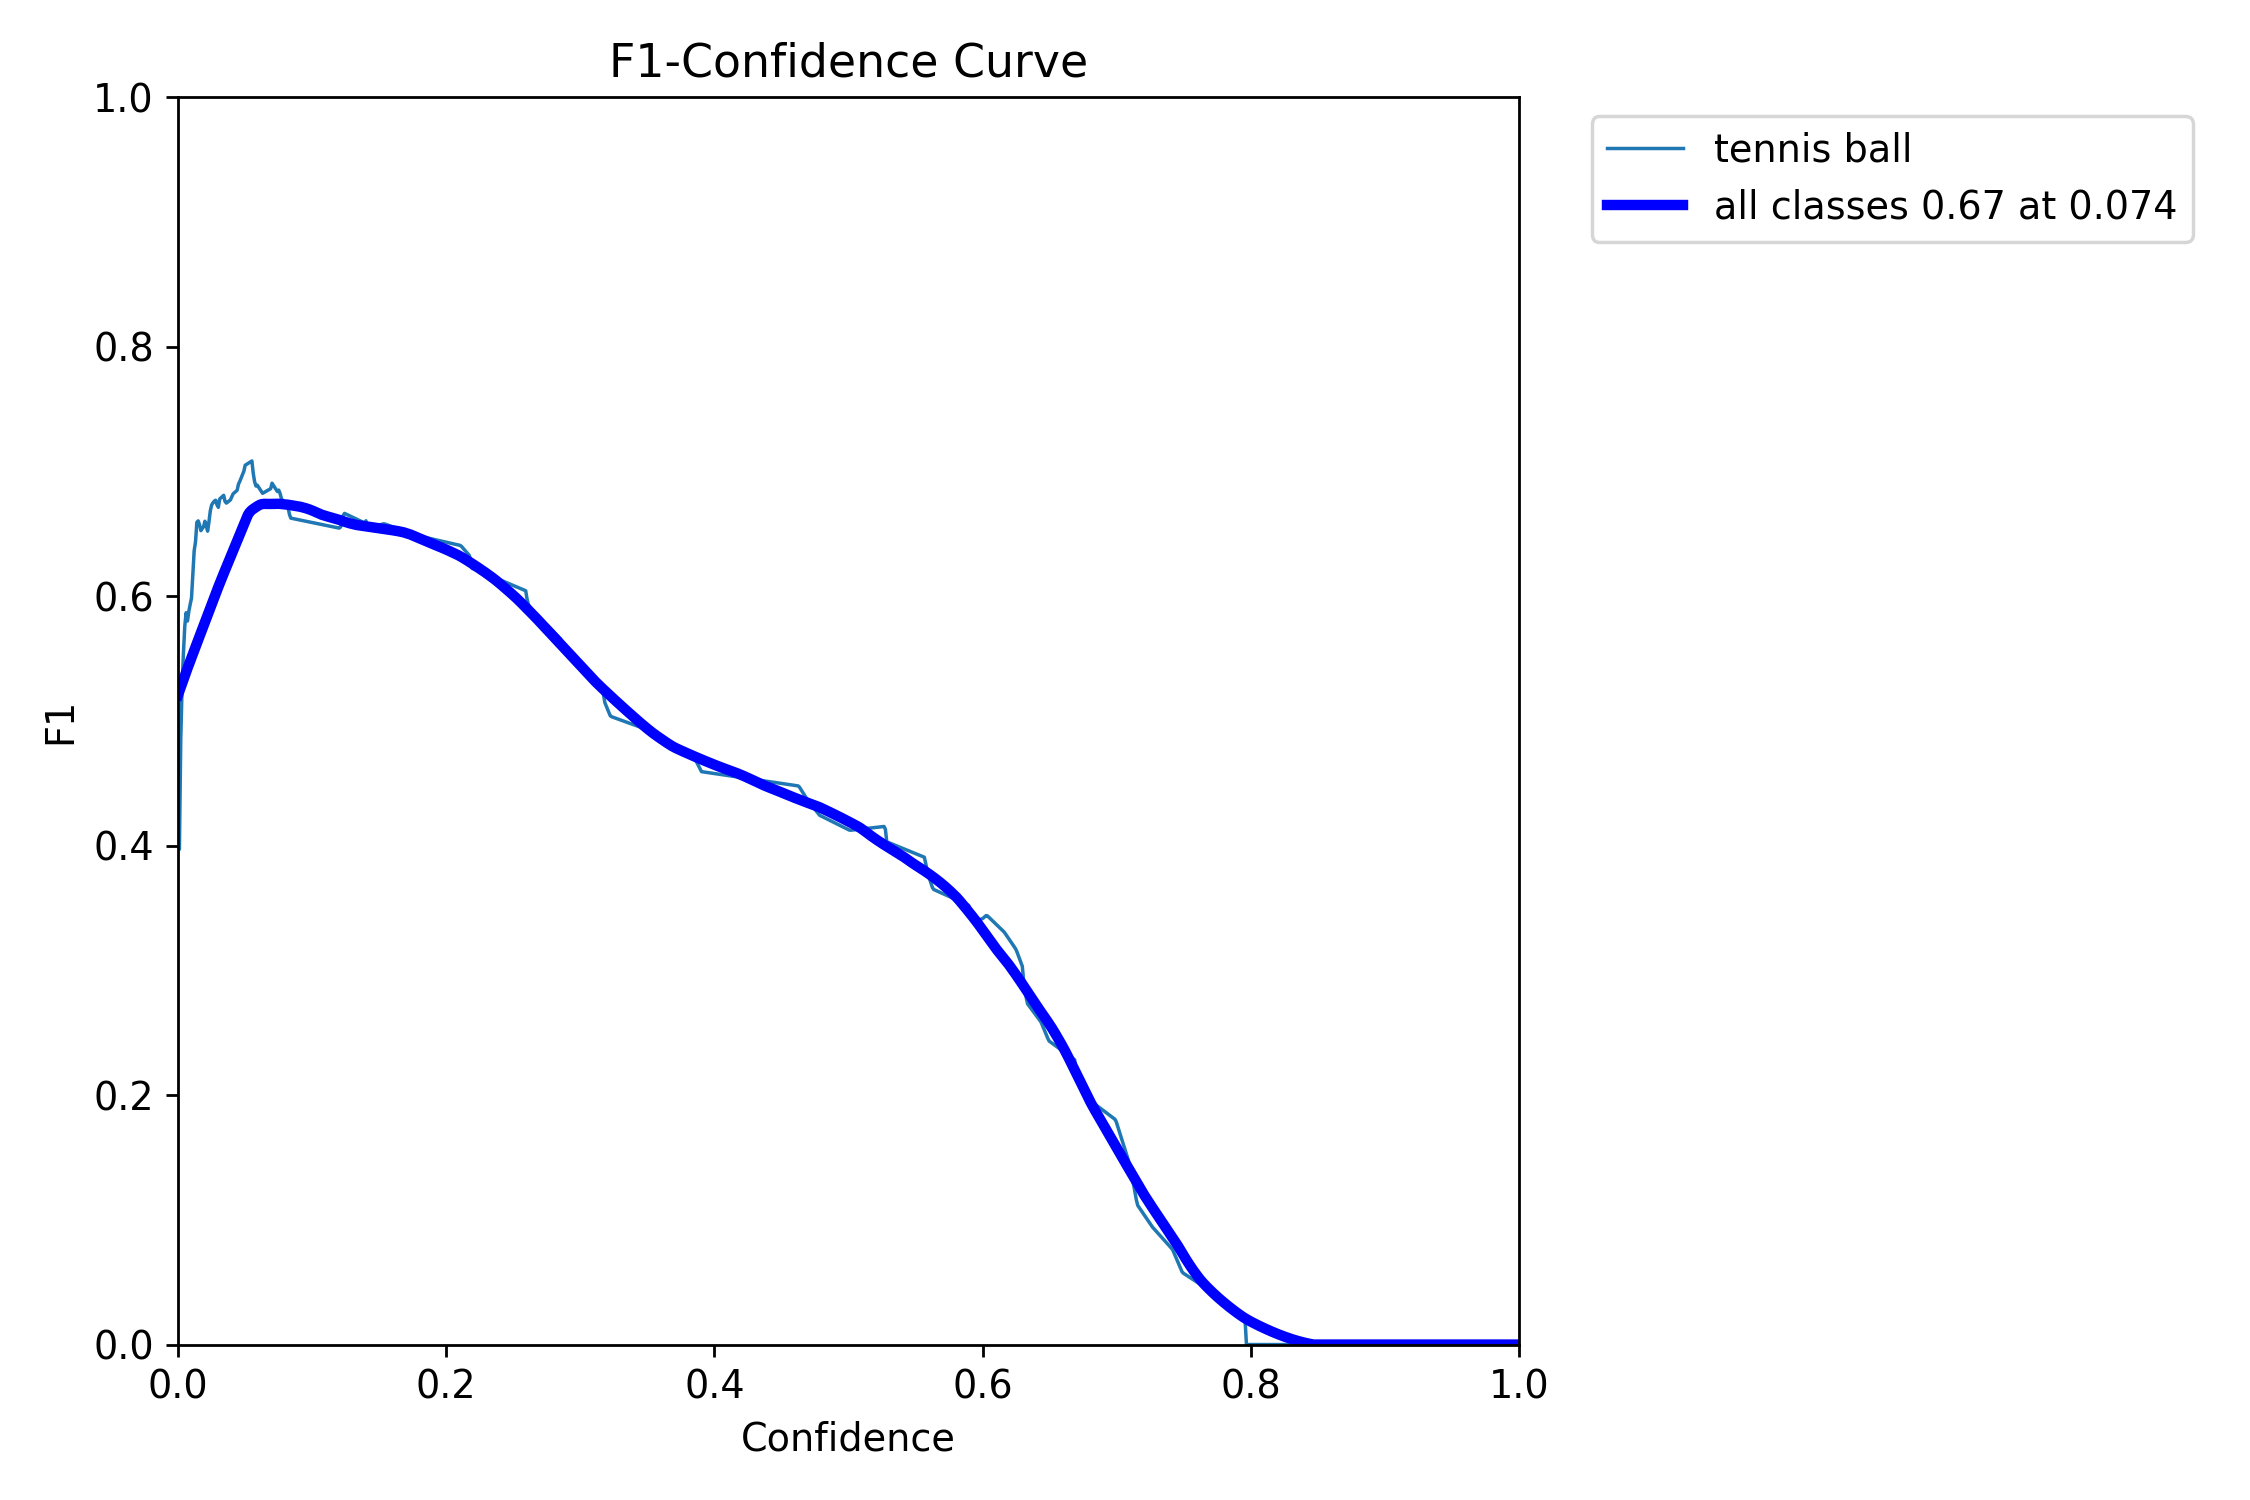 F1-Confidence Curve
tennis ball
all classes 0.67 at 0.074
F1
1.0
0.8
0.6
0.4
0.2
0.0
0.0 0.2 0.4 0.6 0.8 1.0
Confidence